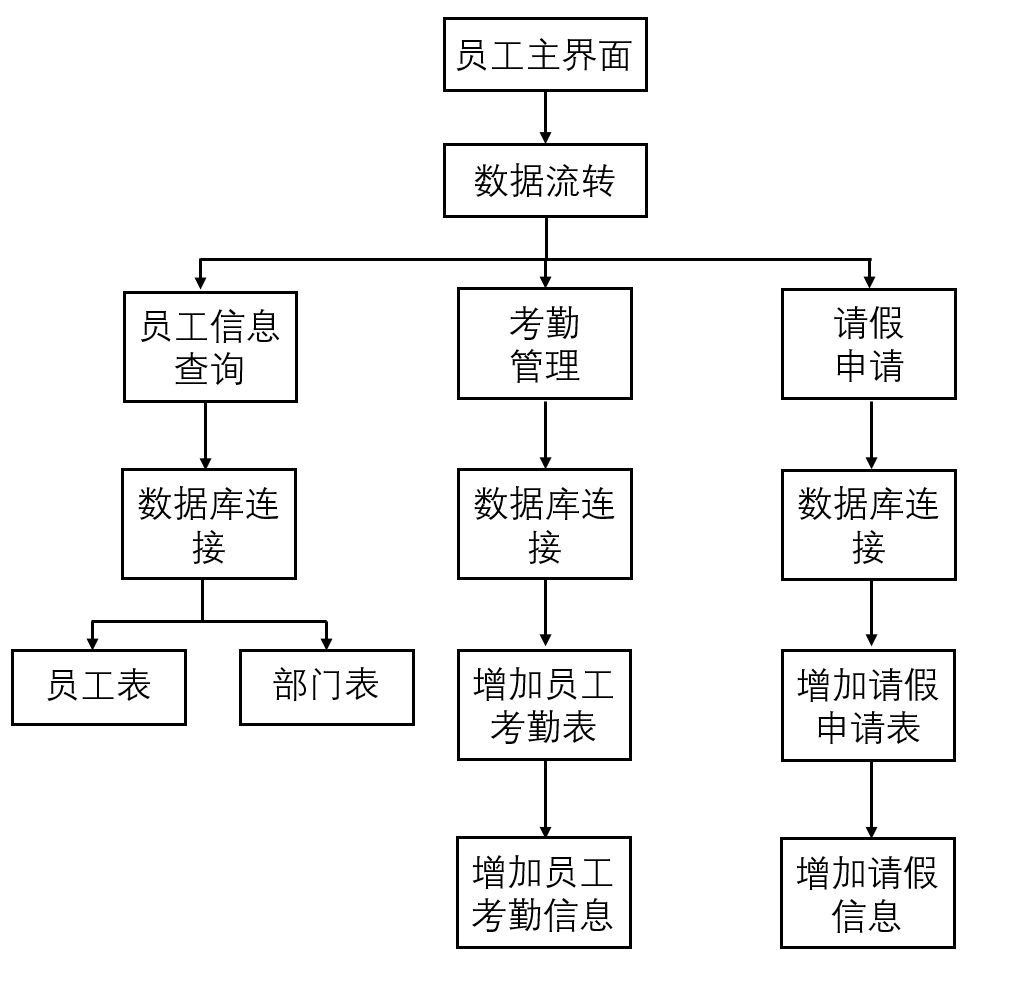 员工主界面
数据流转
员工信息
查询
考勤
管理
请假
申请
数据库连
接
数据库连
接
数据库连
接
员工表
部门表
增加员工
考勤表
增加请假
申请表
增加员工
考勤信息
增加请假
信息